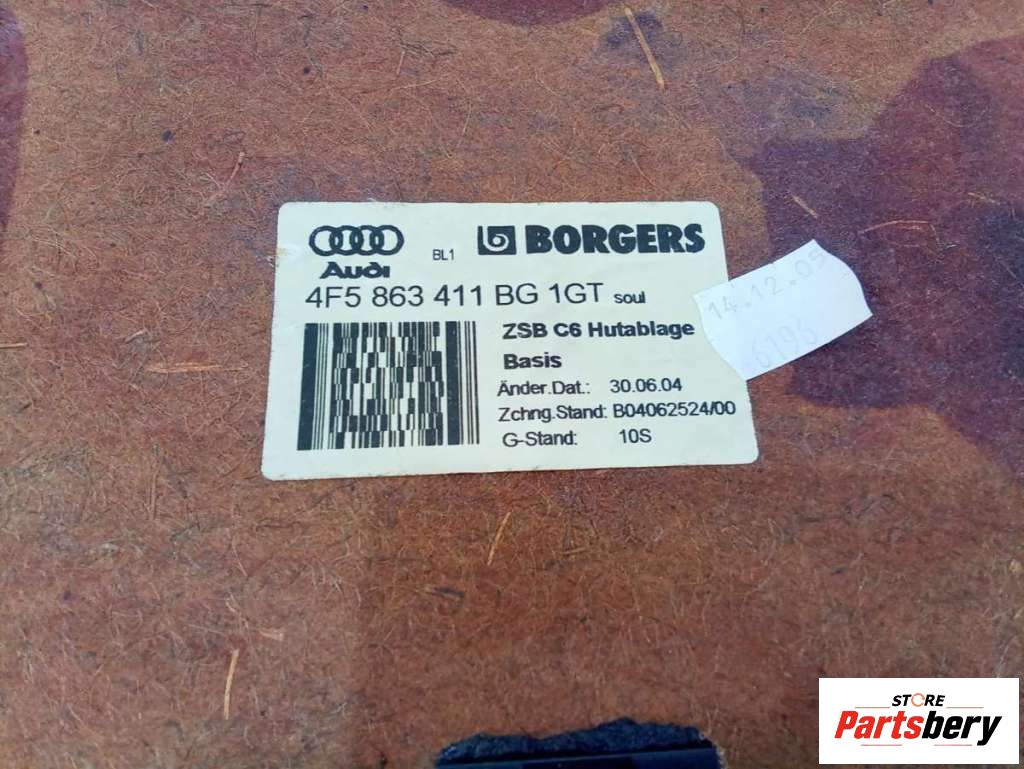 Audi
BL1
BORGERS
4F5 863 411 BG 1GT soul
ZSB C6 Hutablage
Basis
Änder.Dat.: 30.06.04
Zchng.Stand: B04062524/00
G-Stand: 10S
14.12.05
6196
STORE
Partsbery